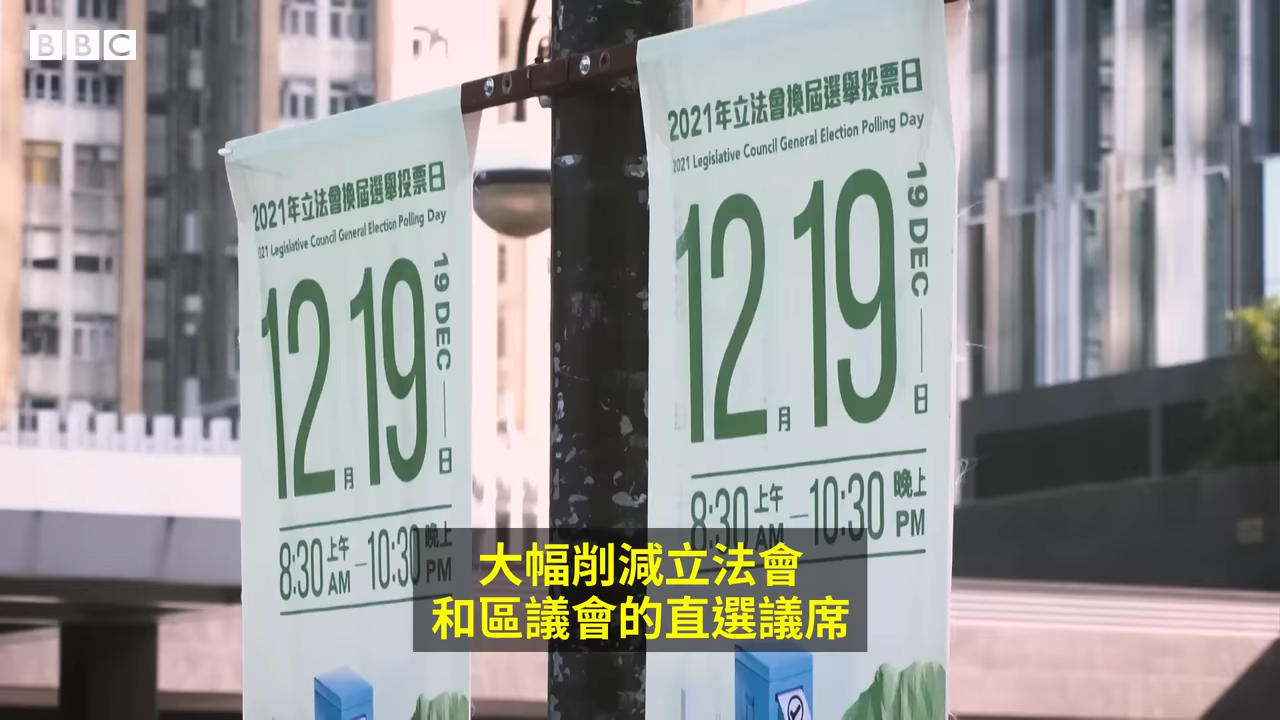 BBC
2021年立法會換屆選舉投票日
021 Legislative Council General Election Polling Day
12月19日
19 DEC
8:30 上午 AM – 10:30 晚上 PM
2021年立法會換屆選舉投票日
2021 Legislative Council General Election Polling Day
12月19日
19 DEC
8:30 上午 AM – 10:30 晚上 PM
大幅削減立法會
和區議會的直選議席